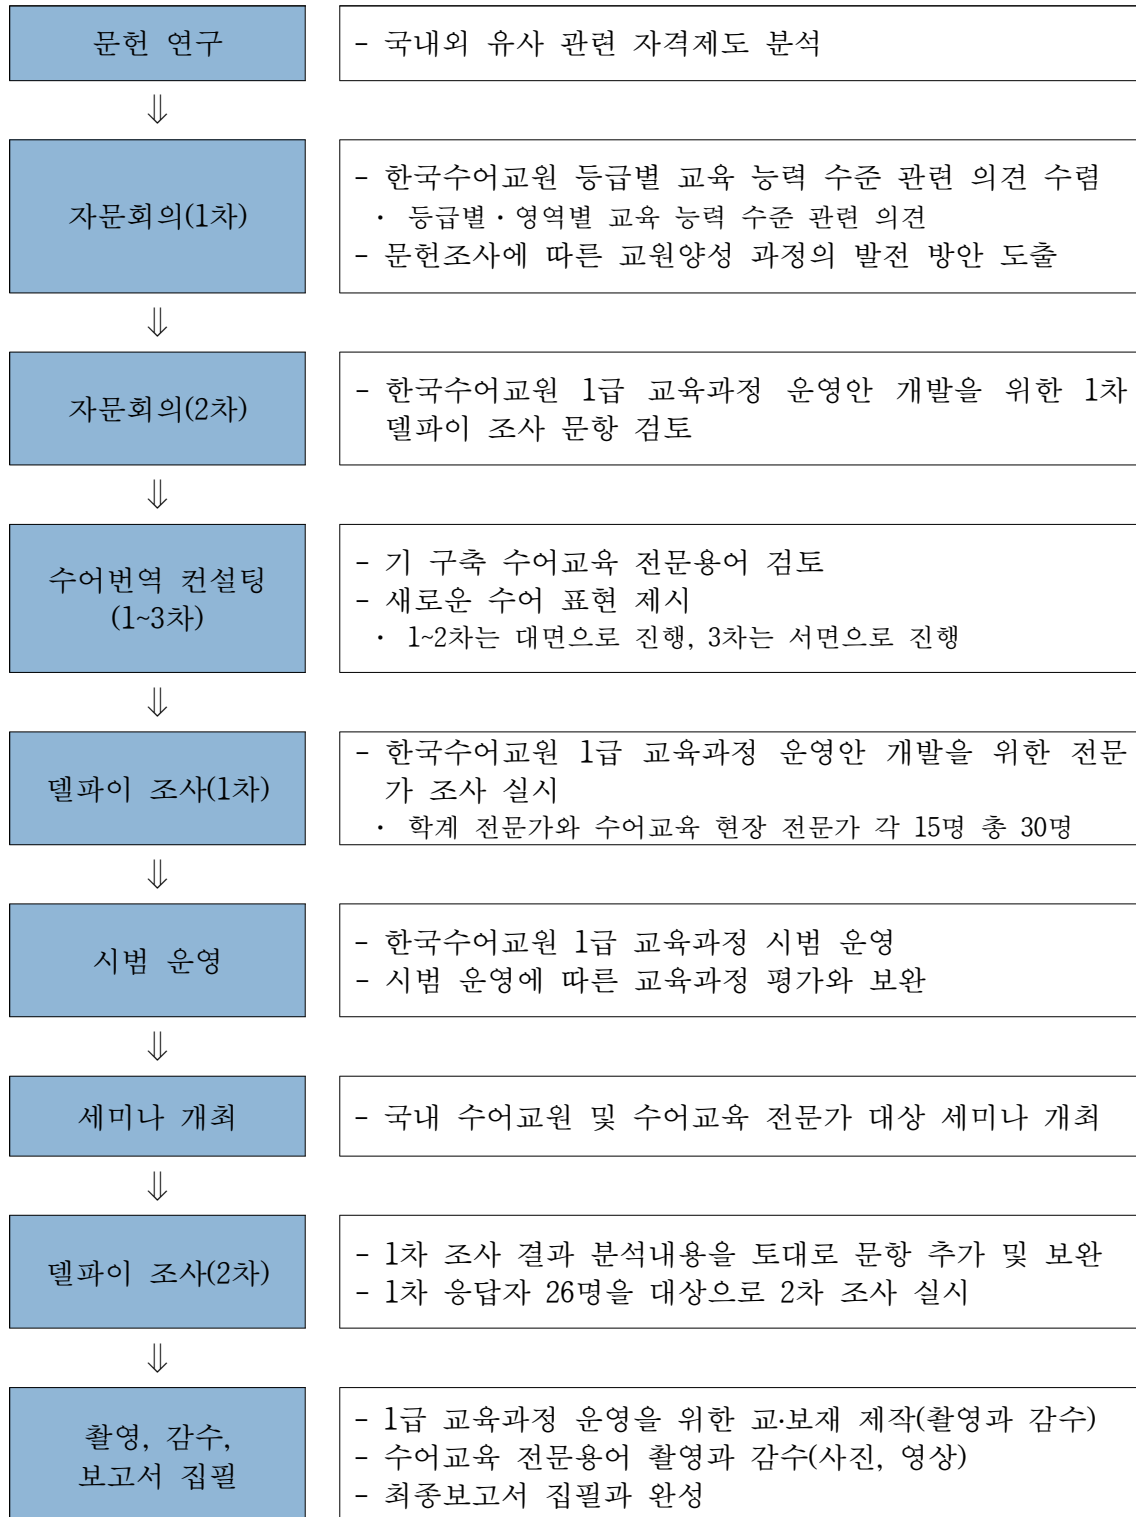 문헌 연구
- 국내외 유사 관련 자격제도 분석
⇓
자문회의(1차)
- 한국수어교원 등급별 교육 능력 수준 관련 의견 수렴
· 등급별·영역별 교육 능력 수준 관련 의견
- 문헌조사에 따른 교원양성 과정의 발전 방안 도출
⇓
자문회의(2차)
- 한국수어교원 1급 교육과정 운영안 개발을 위한 1차
델파이 조사 문항 검토
⇓
수어번역 컨설팅
(1~3차)
- 기 구축 수어교육 전문용어 검토
- 새로운 수어 표현 제시
· 1~2차는 대면으로 진행, 3차는 서면으로 진행
⇓
델파이 조사(1차)
- 한국수어교원 1급 교육과정 운영안 개발을 위한 전문
가 조사 실시
· 학계 전문가와 수어교육 현장 전문가 각 15명 총 30명
⇓
시범 운영
- 한국수어교원 1급 교육과정 시범 운영
- 시범 운영에 따른 교육과정 평가와 보완
⇓
세미나 개최
- 국내 수어교원 및 수어교육 전문가 대상 세미나 개최
⇓
델파이 조사(2차)
- 1차 조사 결과 분석내용을 토대로 문항 추가 및 보완
- 1차 응답자 26명을 대상으로 2차 조사 실시
⇓
촬영, 감수,
보고서 집필
- 1급 교육과정 운영을 위한 교·보재 제작(촬영과 감수)
- 수어교육 전문용어 촬영과 감수(사진, 영상)
- 최종보고서 집필과 완성